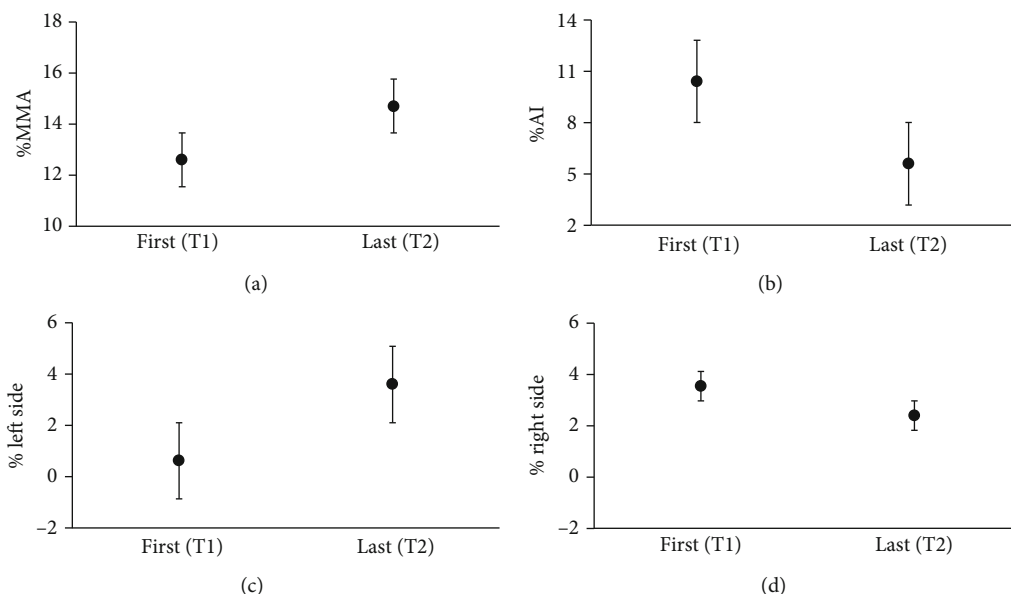 18
16
14
12
10
%MMA
First (T1)
Last (T2)
(a)
14
11
8
5
2
%AI
First (T1)
Last (T2)
(b)
6
4
2
0
–2
% left side
First (T1)
Last (T2)
(c)
6
4
2
0
–2
% right side
First (T1)
Last (T2)
(d)